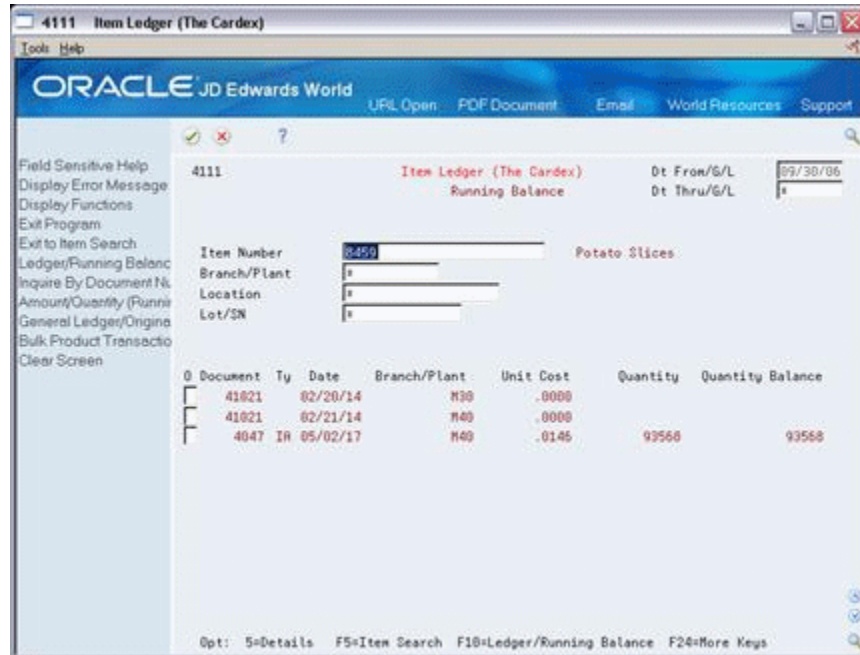 4111 Item Ledger (The Cardex)
Tools Help
ORACLE JD Edwards World
URL Open PDF Document Email World Resources Support
?
Field Sensitive Help
Display Error Message
Display Functions
Exit Program
Exit to Item Search
Ledger/Running Balanc
Inquire By Document Nu
Amount/Quantity (Runnin
General Ledger/Origina
Bulk Product Transactio
Clear Screen
4111 Item Ledger (The Cardex) Dt From/G/L 09/30/06
Running Balance Dt Thru/G/L *
Item Number 8459 Potato Slices
Branch/Plant *
Location *
Lot/SN *
O Document Ty Date Branch/Plant Unit Cost Quantity Quantity Balance
41021 02/20/14 M30 .0000
41021 02/21/14 M40 .0000
4047 IA 05/02/17 M40 .0146 93568 93568
Opt: 5=Details F5=Item Search F18=Ledger/Running Balance F24=More Keys